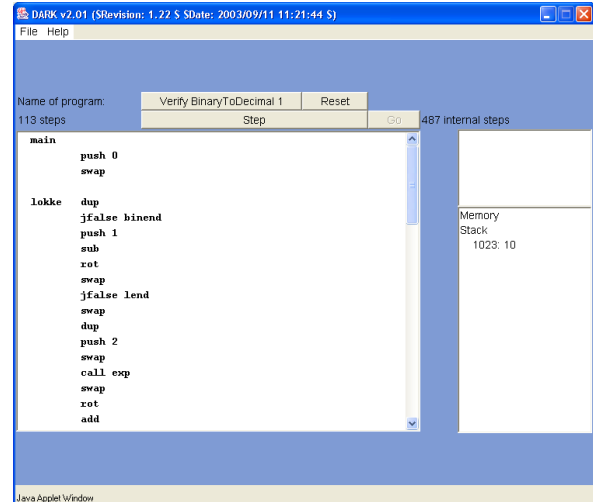 DARK v2.01 ($Revision: 1.22 $ $Date: 2003/09/11 11:21:44 $)
File Help
Name of program: Verify BinaryToDecimal 1 Reset
113 steps Step Go 487 internal steps
main
push 0
swap
lokke dup
jfalse binend
push 1
sub
rot
swap
jfalse lend
swap
dup
push 2
swap
call exp
swap
rot
add
Memory
Stack
1023: 10
Java Applet Window